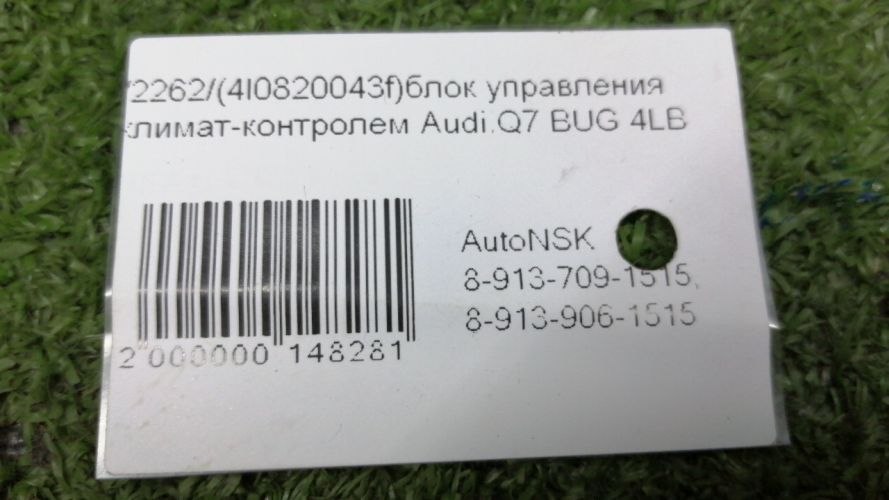 /2262/(4l0820043f)блок управления
климат-контролем Audi Q7 BUG 4LB
AutoNSK
8-913-709-1515,
8-913-906-1515
2 000000 148281